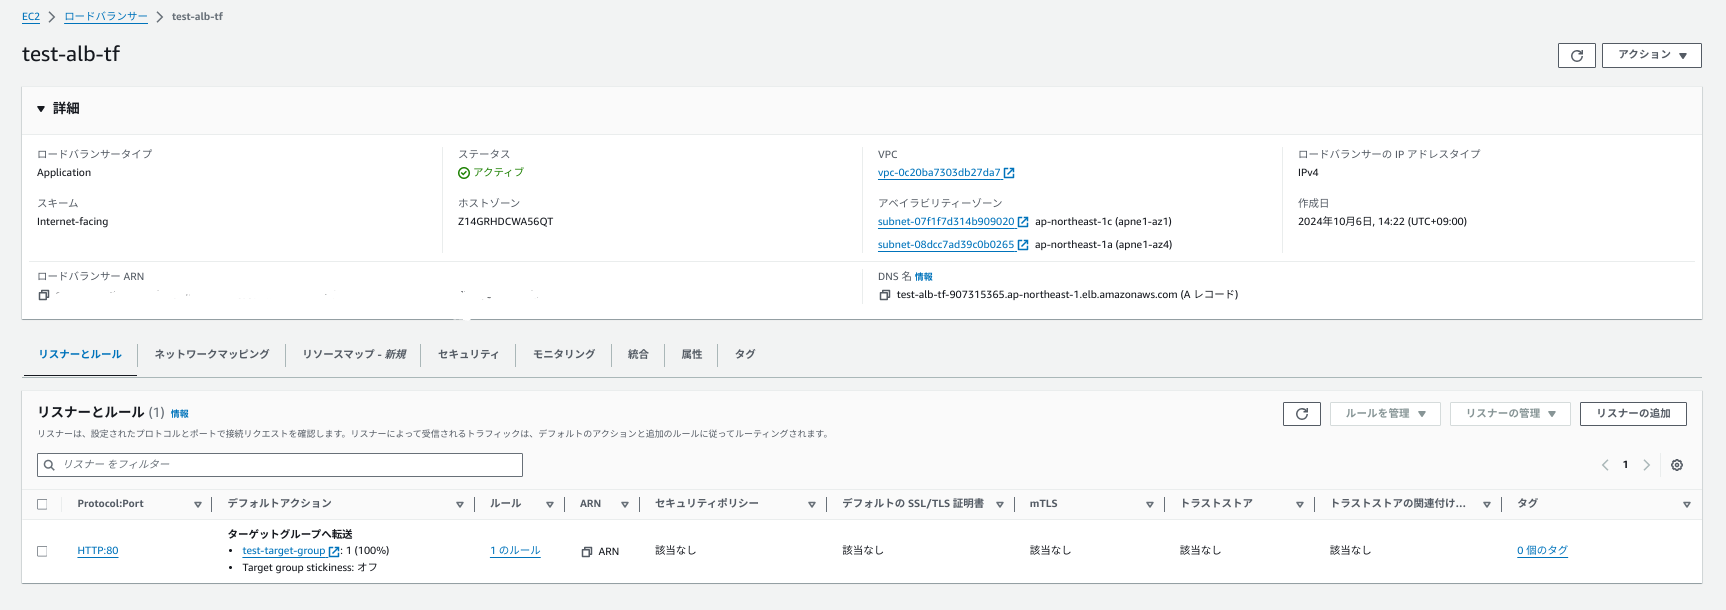 EC2 > ロードバランサー > test-alb-tf
test-alb-tf
アクション
詳細
ロードバランサータイプ
Application
ステータス
アクティブ
VPC
vpc-0c20ba7303db27da7
ロードバランサーの IP アドレスタイプ
IPv4
スキーム
Internet-facing
ホストゾーン
Z14GRHDCWA56QT
アベイラビリティーゾーン
subnet-07f1f7d314b909020 ap-northeast-1c (apne1-az1)
subnet-08dcc7ad39c0b0265 ap-northeast-1a (apne1-az4)
作成日
2024年10月6日, 14:22 (UTC+09:00)
ロードバランサー ARN
DNS 名 情報
test-alb-tf-907315365.ap-northeast-1.elb.amazonaws.com (A レコード)
リスナーとルール ネットワークマッピング リソースマップ - 新規 セキュリティ モニタリング 統合 属性 タグ
リスナーとルール (1) 情報
ルールを管理 リスナーの管理 リスナーの追加
リスナーは、設定されたプロトコルとポートで接続リクエストを確認します。リスナーによって受信されるトラフィックは、デフォルトのアクションと追加のルールに従ってルーティングされます。
リスナー をフィルター
1
Protocol:Port デフォルトアクション ルール ARN セキュリティポリシー デフォルトの SSL/TLS 証明書 mTLS トラストストア トラストストアの関連付け... タグ
HTTP:80
ターゲットグループへ転送
• test-target-group : 1 (100%)
• Target group stickiness: オフ
1 のルール ARN 該当なし 該当なし 該当なし 該当なし 該当なし 0 個のタグ